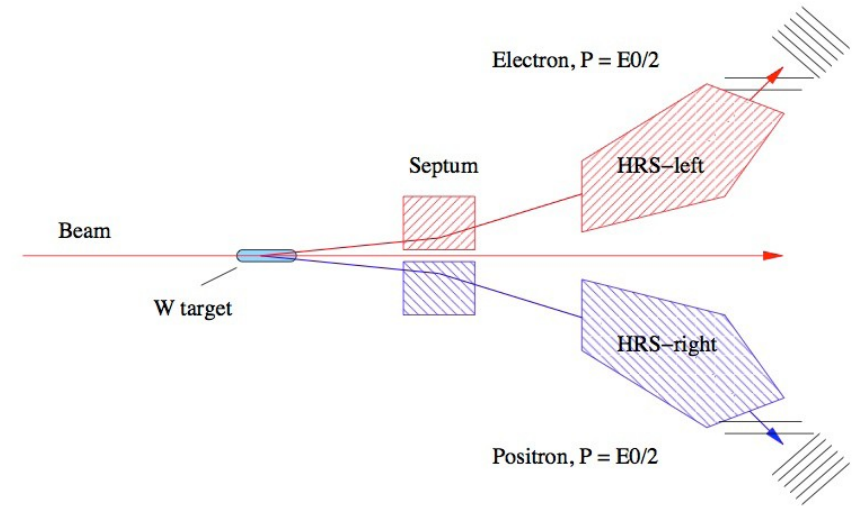 Electron, P = E0/2
HRS−left
Septum
Beam
W target
HRS−right
Positron, P = E0/2